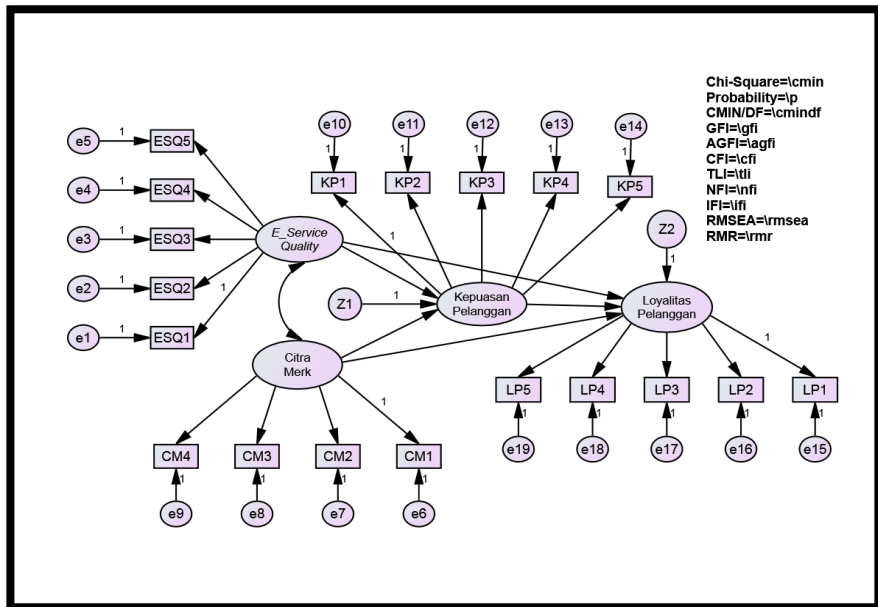 Chi-Square=\cmin
Probability=\p
CMIN/DF=\cmindf
GFI=\gfi
AGFI=\agfi
CFI=\cfi
TLI=\tli
NFI=\nfi
IFI=\ifi
RMSEA=\rmsea
RMR=\rmr
e10
e11
e12
e13
e14
1
1
1
1
1
KP1
KP2
KP3
KP4
KP5
e5
1
ESQ5
e4
1
ESQ4
e3
1
ESQ3
e2
1
ESQ2
e1
1
ESQ1
1
E_Service
Quality
1
Z1
1
Kepuasan
Pelanggan
Z2
1
Loyalitas
Pelanggan
Citra
Merk
1
CM4
CM3
CM2
CM1
1
1
1
1
e9
e8
e7
e6
1
LP5
LP4
LP3
LP2
LP1
1
1
1
1
1
e19
e18
e17
e16
e15